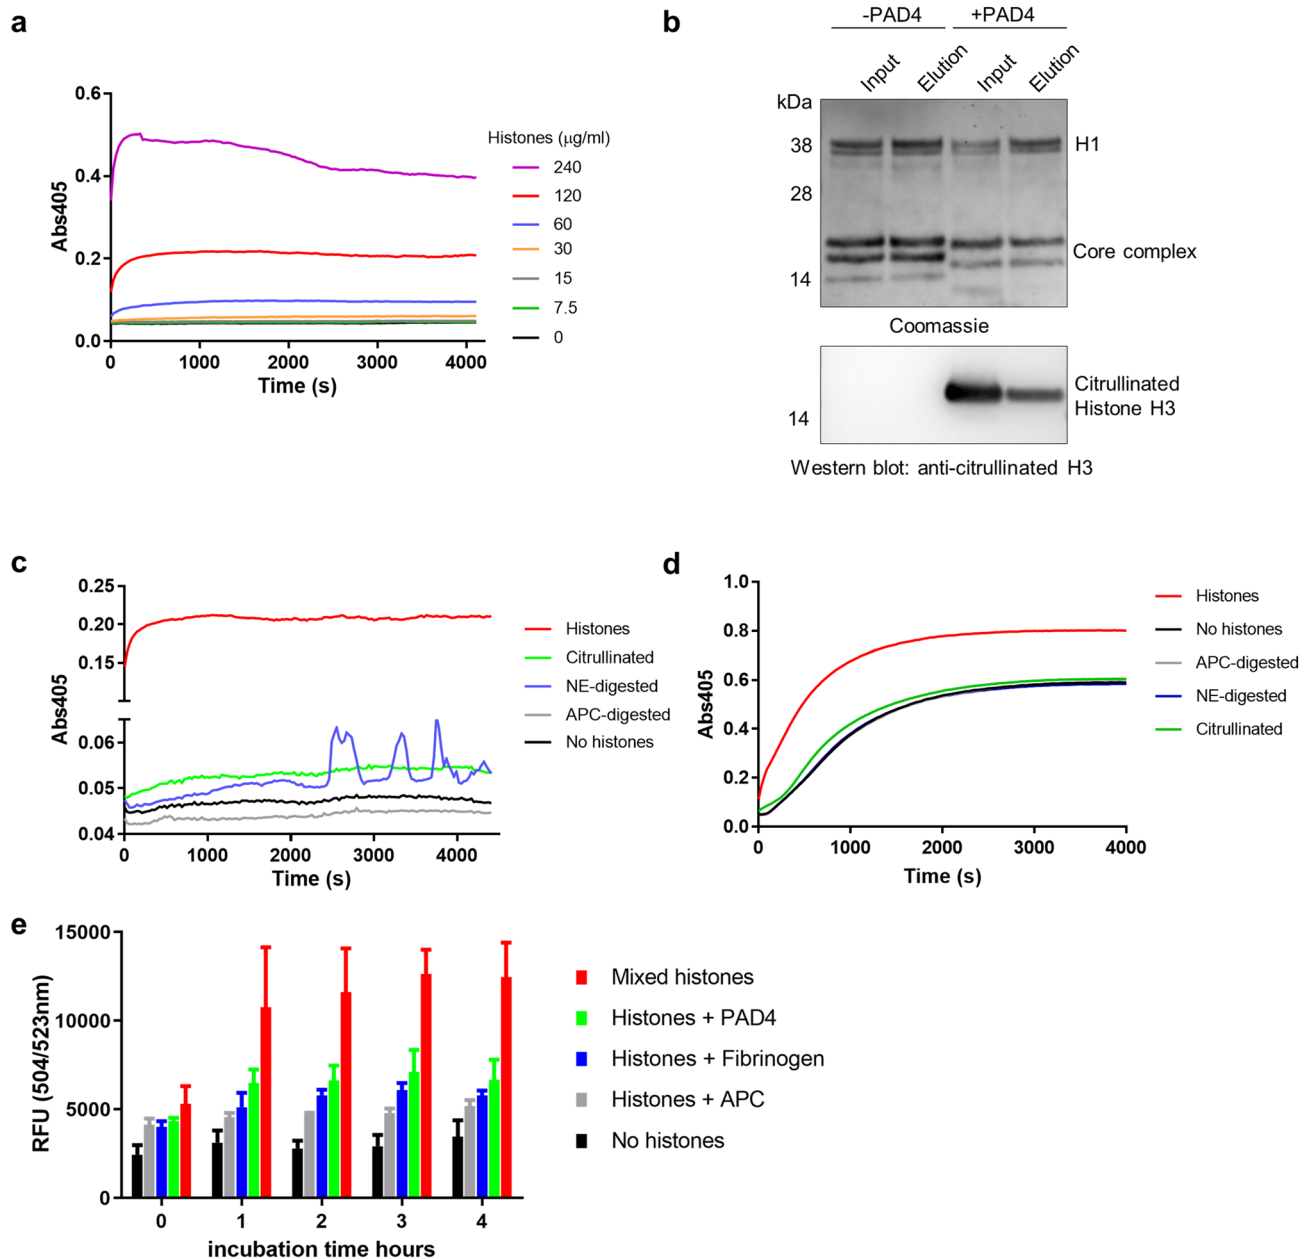 a
0.6
0.4
0.2
0.0
Abs405
0
1000
2000
3000
4000
Time (s)
Histones (μg/ml)
240
120
60
30
15
7.5
0
b
-PAD4
+PAD4
Input
Elution
Input
Elution
kDa
38
28
14
H1
Core complex
Coomassie
14
Citrullinated
Histone H3
Western blot: anti-citrullinated H3
c
0.25
0.20
0.15
0.06
0.05
0.04
Abs405
0
1000
2000
3000
4000
Time (s)
Histones
Citrullinated
NE-digested
APC-digested
No histones
d
1.0
0.8
0.6
0.4
0.2
0.0
Abs405
0
1000
2000
3000
4000
Time (s)
Histones
No histones
APC-digested
NE-digested
Citrullinated
e
15000
10000
5000
0
RFU (504/523nm)
0
1
2
3
4
incubation time hours
Mixed histones
Histones + PAD4
Histones + Fibrinogen
Histones + APC
No histones